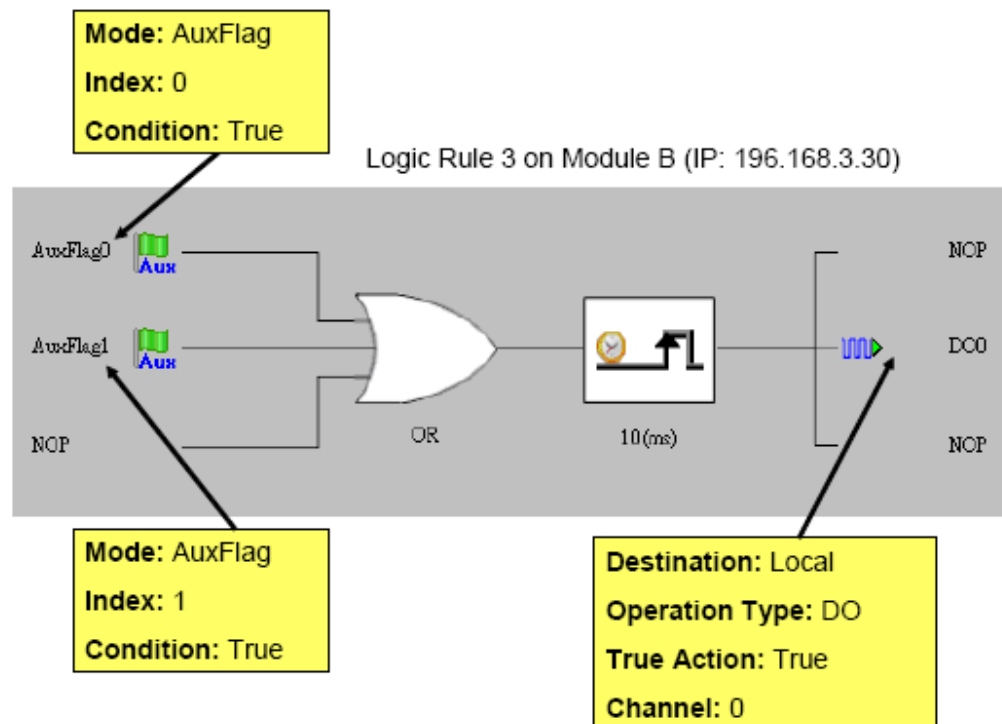 Mode: AuxFlag
Index: 0
Condition: True
Logic Rule 3 on Module B (IP: 196.168.3.30)
AuxFlag0
Aux
NOP
AuxFlag1
Aux
DO0
NOP
OR
10(ms)
NOP
Mode: AuxFlag
Index: 1
Condition: True
Destination: Local
Operation Type: DO
True Action: True
Channel: 0